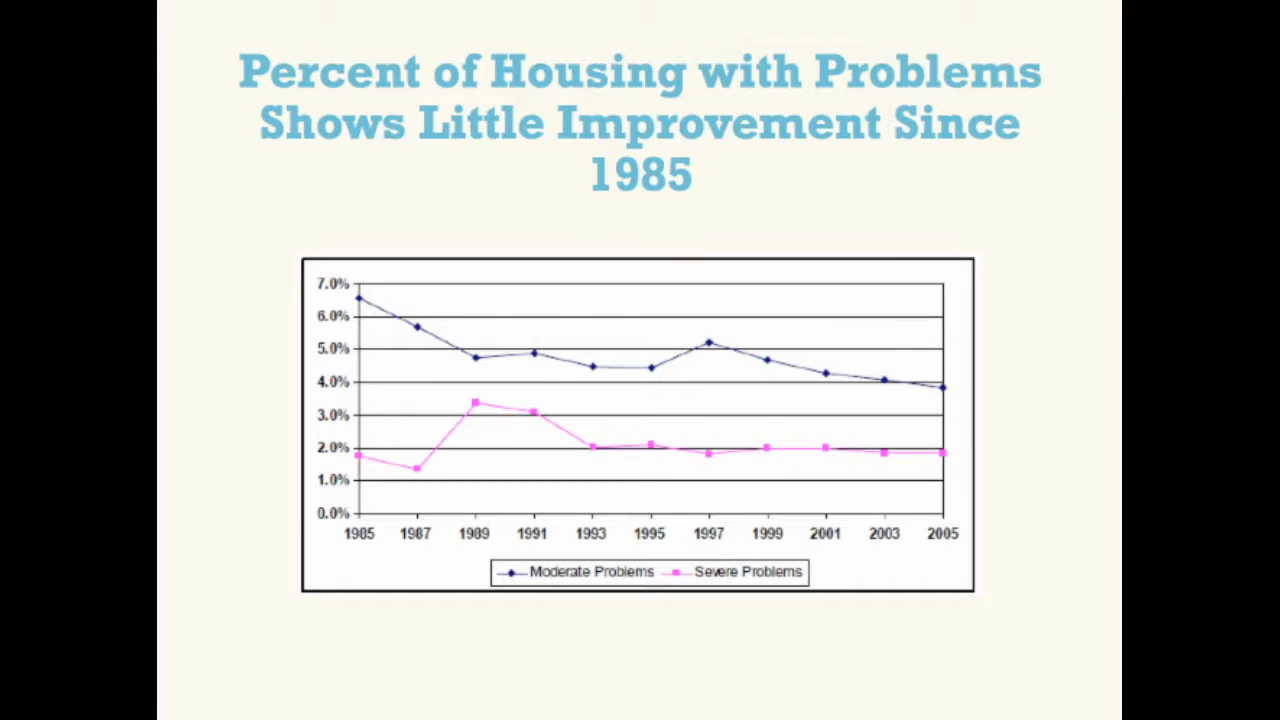 Percent of Housing with Problems
Shows Little Improvement Since
1985
7.0%
6.0%
5.0%
4.0%
3.0%
2.0%
1.0%
0.0%
1985 1987 1989 1991 1993 1995 1997 1999 2001 2003 2005
Moderate Problems Severe Problems